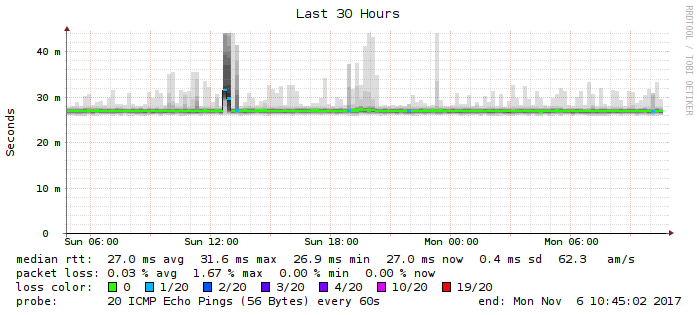 Last 30 Hours
RRDTOOL / TOBI OETIKER
Seconds
40 m
30 m
20 m
10 m
0
Sun 06:00 Sun 12:00 Sun 18:00 Mon 00:00 Mon 06:00
median rtt: 27.0 ms avg 31.6 ms max 26.9 ms min 27.0 ms now 0.4 ms sd 62.3 am/s
packet loss: 0.03 % avg 1.67 % max 0.00 % min 0.00 % now
loss color: 0 1/20 2/20 3/20 4/20 10/20 19/20
probe: 20 ICMP Echo Pings (56 Bytes) every 60s end: Mon Nov 6 10:45:02 2017